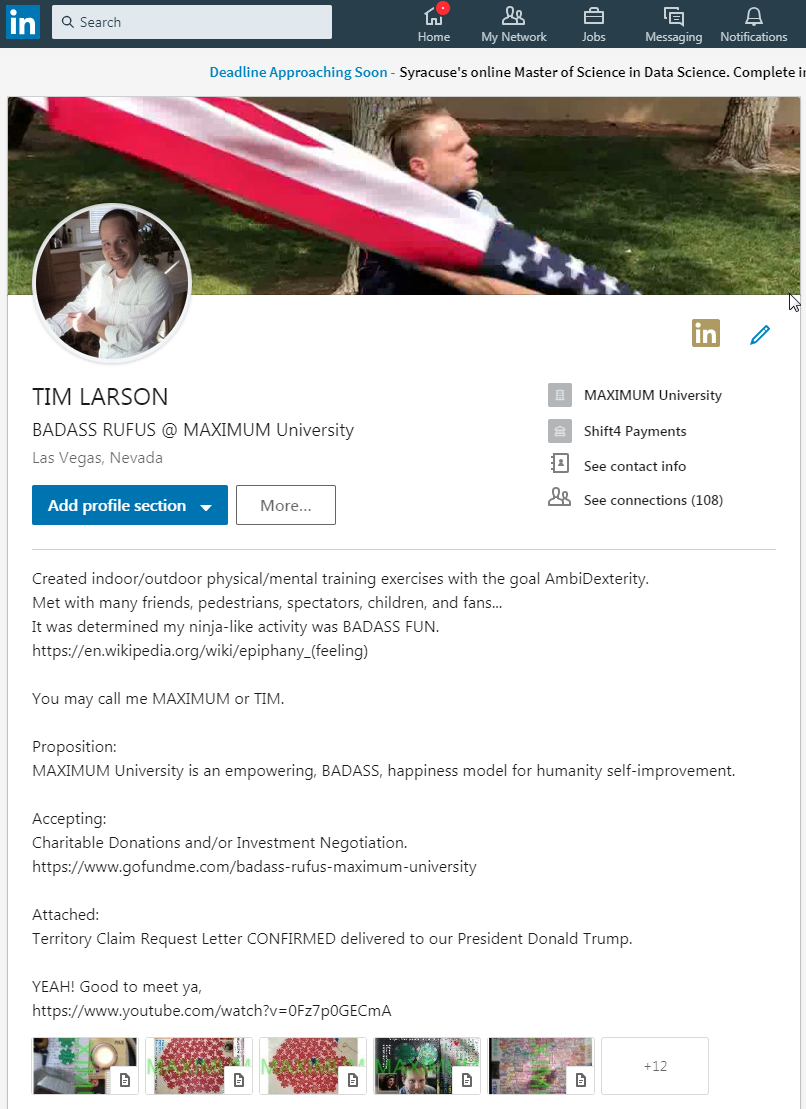 in
Search
Home
My Network
Jobs
Messaging
Notifications
Deadline Approaching Soon - Syracuse's online Master of Science in Data Science. Complete in
in
TIM LARSON
BADASS RUFUS @ MAXIMUM University
Las Vegas, Nevada
MAXIMUM University
Shift4 Payments
See contact info
See connections (108)
Add profile section
More...
Created indoor/outdoor physical/mental training exercises with the goal AmbiDexterity.
Met with many friends, pedestrians, spectators, children, and fans...
It was determined my ninja-like activity was BADASS FUN.
https://en.wikipedia.org/wiki/epiphany_(feeling)
You may call me MAXIMUM or TIM.
Proposition:
MAXIMUM University is an empowering, BADASS, happiness model for humanity self-improvement.
Accepting:
Charitable Donations and/or Investment Negotiation.
https://www.gofundme.com/badass-rufus-maximum-university
Attached:
Territory Claim Request Letter CONFIRMED delivered to our President Donald Trump.
YEAH! Good to meet ya,
https://www.youtube.com/watch?v=0Fz7p0GECmA
+12